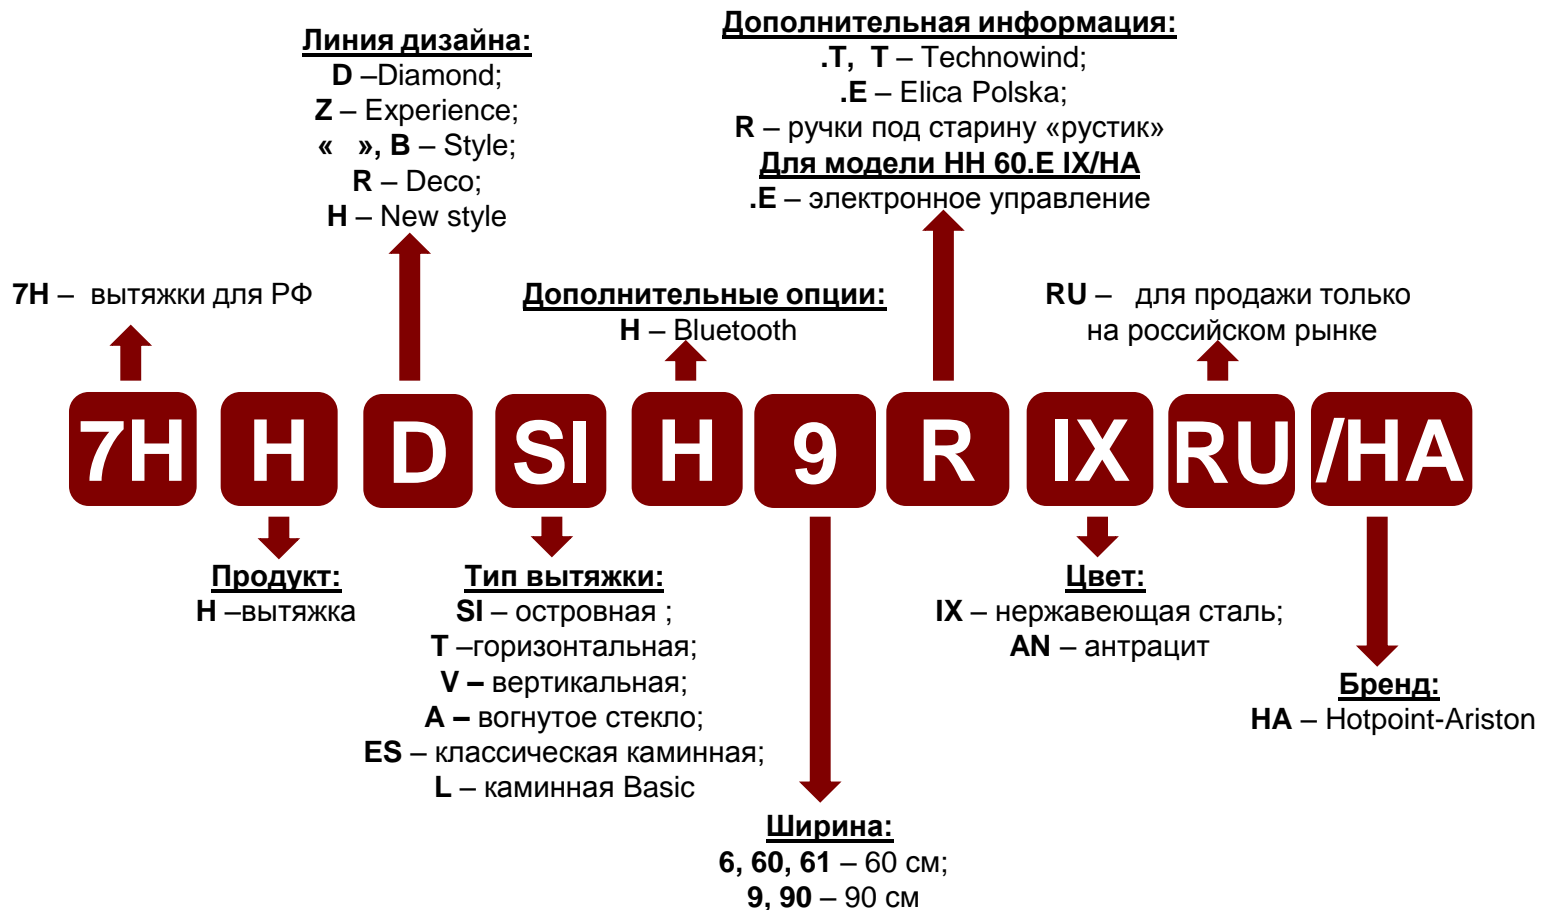 Линия дизайна:
D –Diamond;
Z – Experience;
«   », B – Style;
R – Deco;
H – New style
Дополнительная информация:
.T,  T – Technowind;
.E – Elica Polska;
R – ручки под старину «рустик»
Для модели HH 60.E IX/HA
.E – электронное управление
7H –  вытяжки для РФ
Дополнительные опции:
H – Bluetooth
RU –   для продажи только
на российском рынке
7H H D SI H 9 R IX RU /HA
Продукт:
H –вытяжка
Тип вытяжки:
SI – островная ;
T –горизонтальная;
V – вертикальная;
A – вогнутое стекло;
ES – классическая каминная;
L – каминная Basic
Ширина:
6, 60, 61 – 60 см;
9, 90 – 90 см
Цвет:
IX – нержавеющая сталь;
AN – антрацит
Бренд:
HA – Hotpoint-Ariston